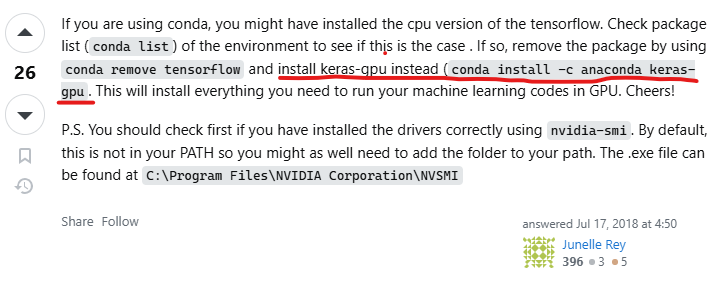 If you are using conda, you might have installed the cpu version of the tensorflow. Check package
list ( conda list ) of the environment to see if this is the case . If so, remove the package by using
26
conda remove tensorflow and install keras-gpu instead ( conda install -c anaconda keras-
gpu . This will install everything you need to run your machine learning codes in GPU. Cheers!
P.S. You should check first if you have installed the drivers correctly using nvidia-smi . By default,
this is not in your PATH so you might as well need to add the folder to your path. The .exe file can
be found at C:\Program Files\NVIDIA Corporation\NVSMI
Share Follow
answered Jul 17, 2018 at 4:50
Junelle Rey
396 3 5